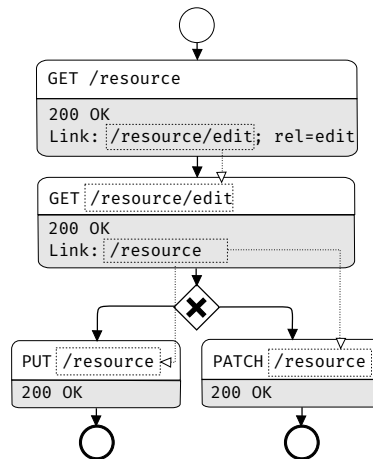 GET /resource
200 OK
Link: /resource/edit; rel=edit
GET /resource/edit
200 OK
Link: /resource
PUT /resource
200 OK
PATCH /resource
200 OK